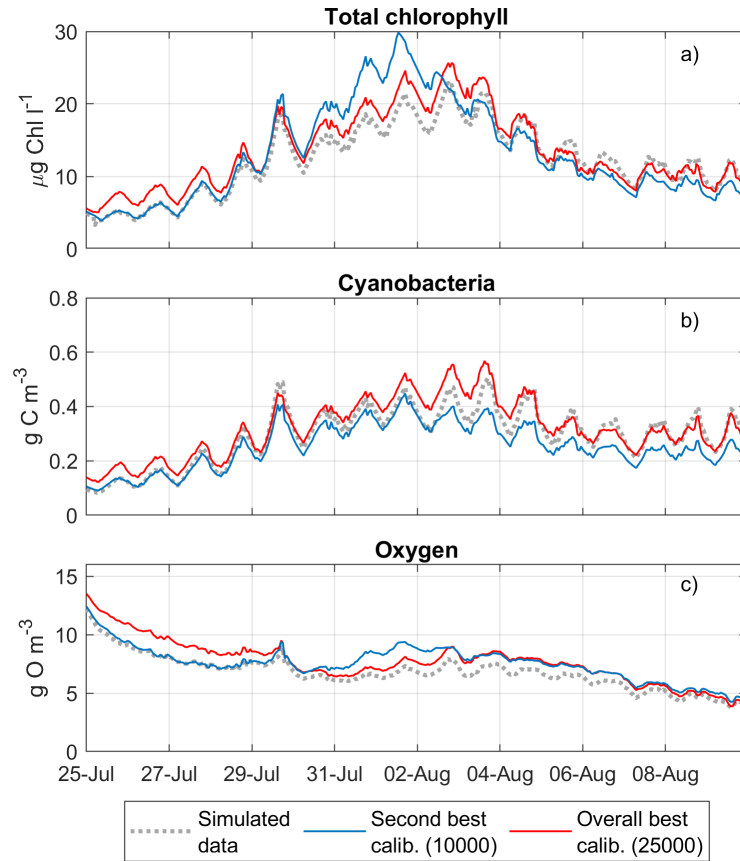 Total chlorophyll
a)
30
20
10
0
μg Chl l⁻¹
Cyanobacteria
b)
0.8
0.6
0.4
0.2
0
g C m⁻³
Oxygen
c)
15
10
5
0
g O m⁻³
25-Jul 27-Jul 29-Jul 31-Jul 02-Aug 04-Aug 06-Aug 08-Aug
Simulated data
Second best calib. (10000)
Overall best calib. (25000)